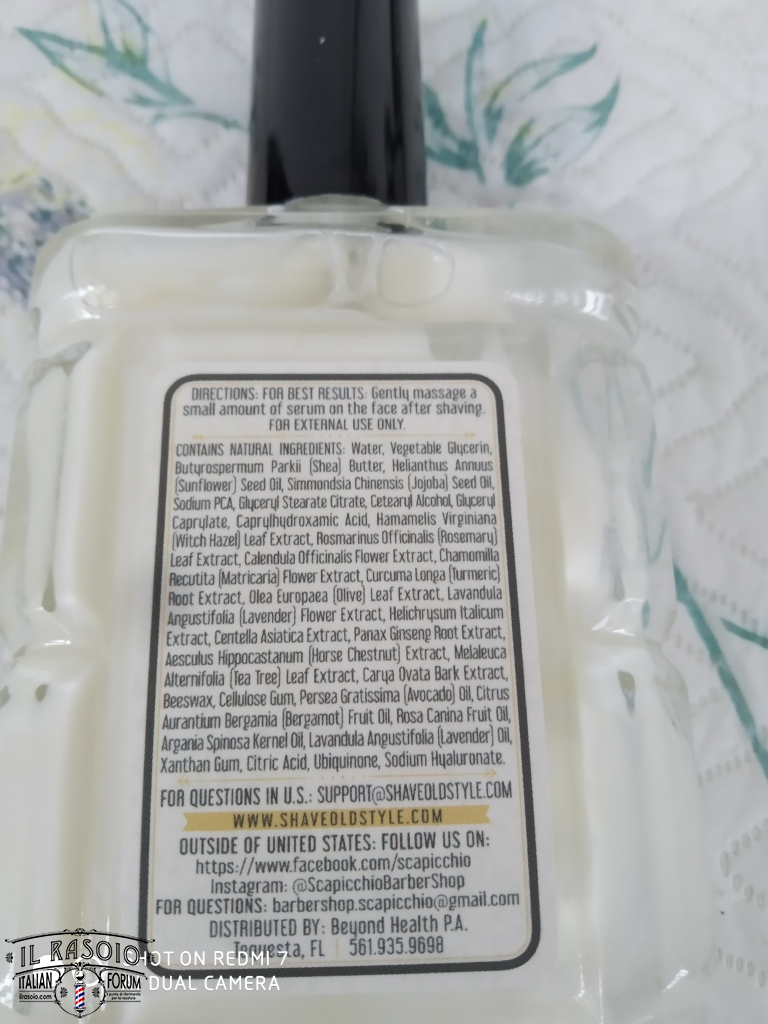 DIRECTIONS: FOR BEST RESULTS: Gently massage a
small amount of serum on the face after shaving.
FOR EXTERNAL USE ONLY.
CONTAINS NATURAL INGREDIENTS: Water, Vegetable Glycerin,
Butyrospermum Parkii (Shea) Butter, Helianthus Annuus
(Sunflower) Seed Oil, Simmondsia Chinensis (Jojoba) Seed Oil,
Sodium PCA, Glyceryl Stearate Citrate, Cetearyl Alcohol, Glyceryl
Caprylate, Caprylhydroxamic Acid, Hamamelis Virginiana
(Witch Hazel) Leaf Extract, Rosmarinus Officinalis (Rosemary)
Leaf Extract, Calendula Officinalis Flower Extract, Chamomilla
Recutita (Matricaria) Flower Extract, Curcuma Longa (Turmeric)
Root Extract, Olea Europaea (Olive) Leaf Extract, Lavandula
Angustifolia (Lavender) Flower Extract, Helichrysum Italicum
Extract, Centella Asiatica Extract, Panax Ginseng Root Extract,
Aesculus Hippocastanum (Horse Chestnut) Extract, Melaleuca
Alternifolia (Tea Tree) Leaf Extract, Carya Ovata Bark Extract,
Beeswax, Cellulose Gum, Persea Gratissima (Avocado) Oil, Citrus
Aurantium Bergamia (Bergamot) Fruit Oil, Rosa Canina Fruit Oil,
Argania Spinosa Kernel Oil, Lavandula Angustifolia (Lavender) Oil,
Xanthan Gum, Citric Acid, Ubiquinone, Sodium Hyaluronate.
FOR QUESTIONS IN U.S.: SUPPORT@SHAVEOLDSTYLE.COM
WWW.SHAVEOLDSTYLE.COM
OUTSIDE OF UNITED STATES: FOLLOW US ON:
https://www.facebook.com/scapicchio
Instagram: @ScapicchioBarberShop
FOR QUESTIONS: barbershop.scapicchio@gmail.com
DISTRIBUTED BY: Beyond Health P.A.
Tequesta, FL | 561.935.9698
IL RASOIO
ITALIAN FORUM
ilrasoio.com
HOT ON REDMI 7
DUAL CAMERA